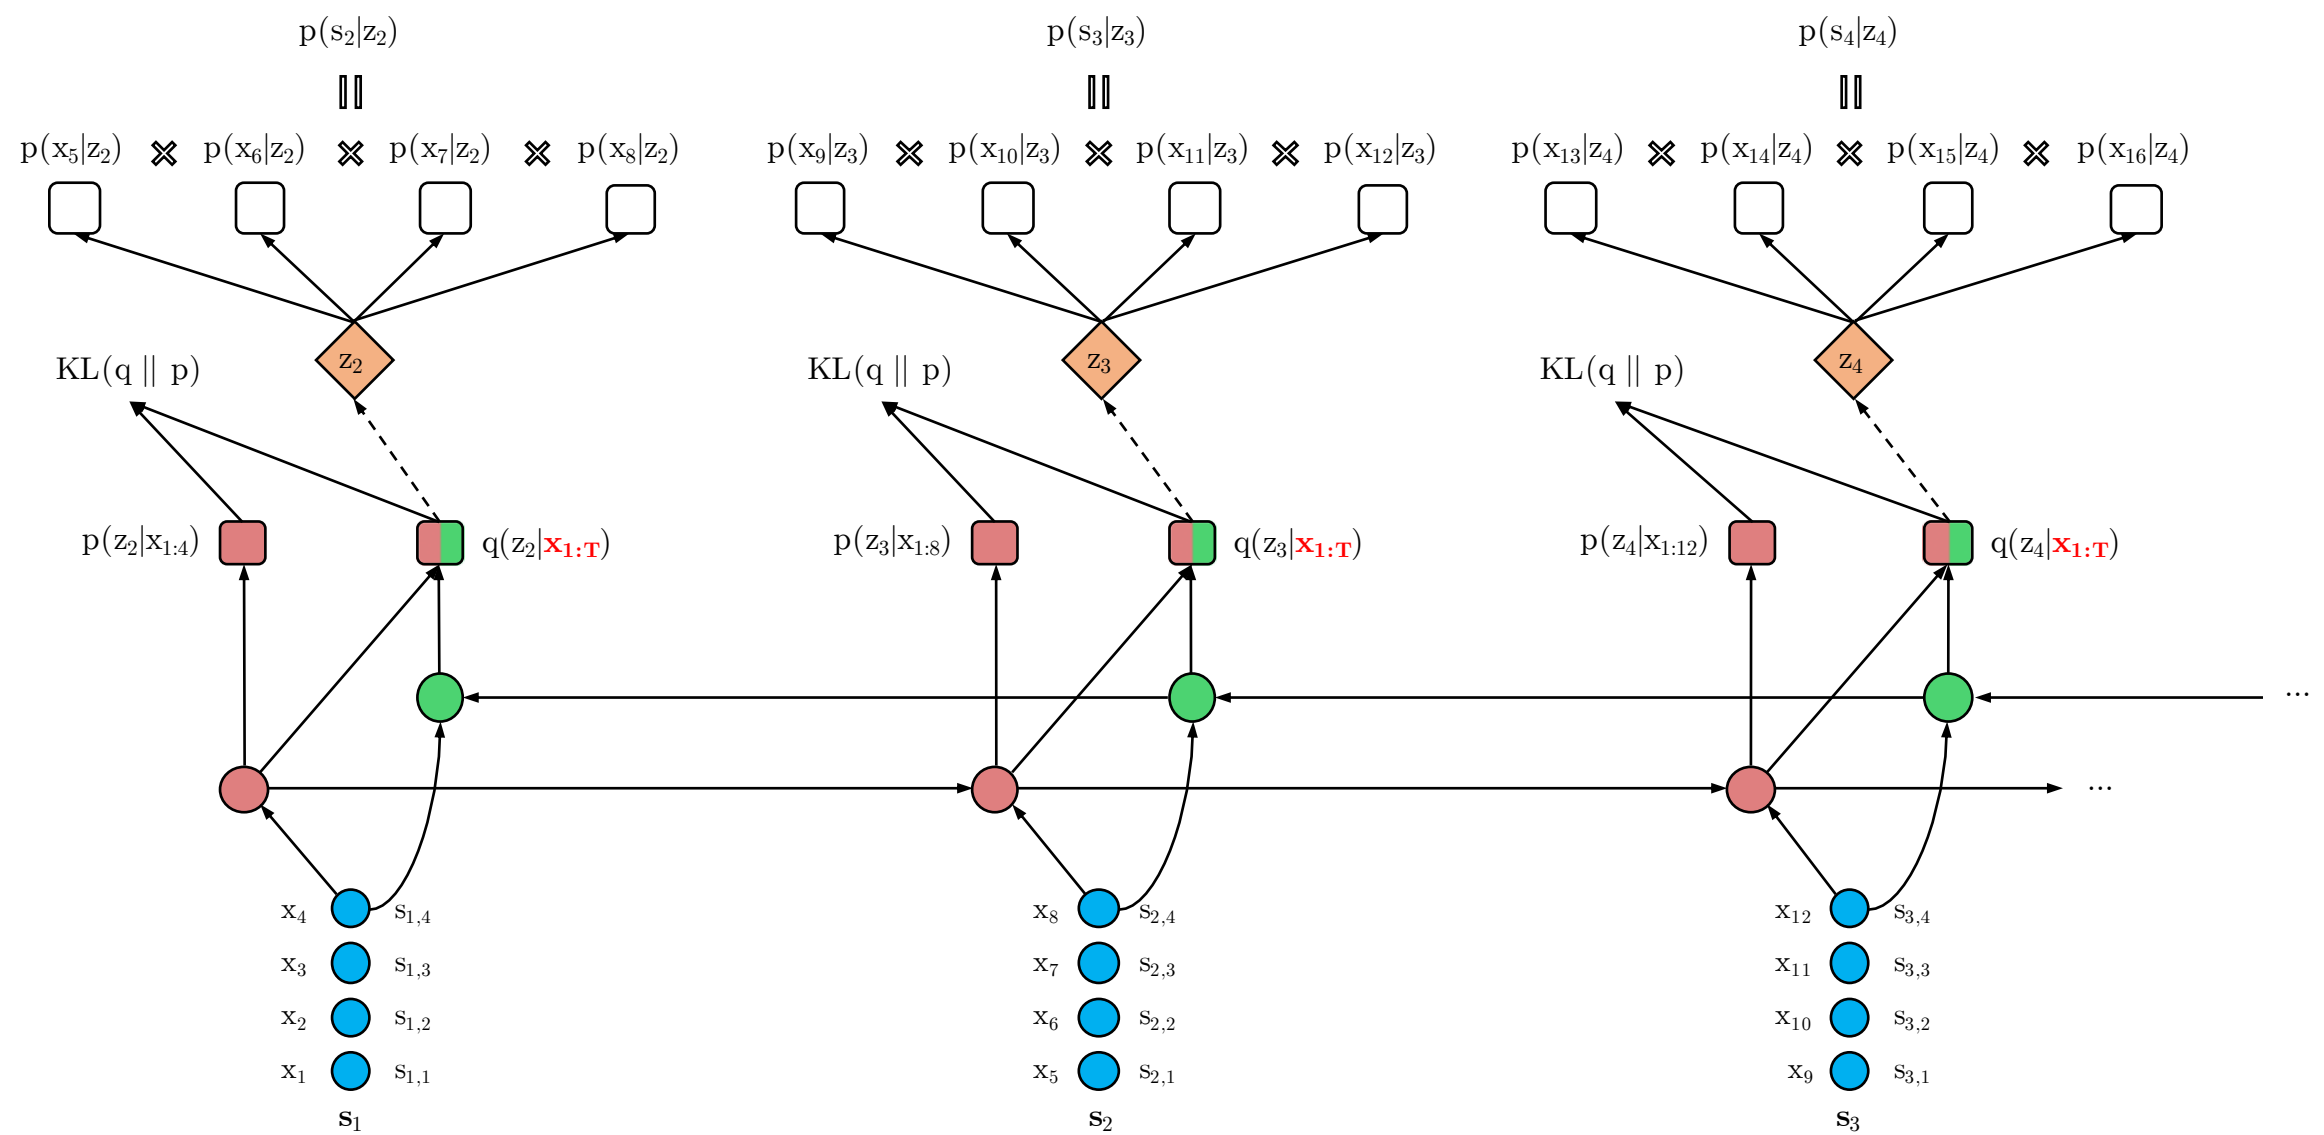 p(s₂|z₂) p(s₃|z₃) p(s₄|z₄)
p(x₅|z₂) × p(x₆|z₂) × p(x₇|z₂) × p(x₈|z₂) p(x₉|z₃) × p(x₁₀|z₃) × p(x₁₁|z₃) × p(x₁₂|z₃) p(x₁₃|z₄) × p(x₁₄|z₄) × p(x₁₅|z₄) × p(x₁₆|z₄)
z₂ z₃ z₄
KL(q || p) KL(q || p) KL(q || p)
p(z₂|x₁:₄) q(z₂|x₁:T) p(z₃|x₁:₈) q(z₃|x₁:T) p(z₄|x₁:₁₂) q(z₄|x₁:T)
...
...
x₄ s₁,₄ x₈ s₂,₄ x₁₂ s₃,₄
x₃ s₁,₃ x₇ s₂,₃ x₁₁ s₃,₃
x₂ s₁,₂ x₆ s₂,₂ x₁₀ s₃,₂
x₁ s₁,₁ x₅ s₂,₁ x₉ s₃,₁
s₁ s₂ s₃